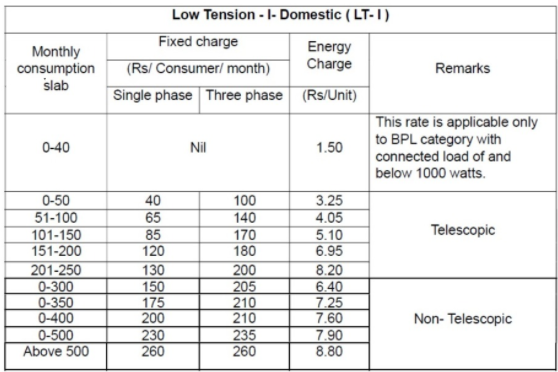 Low Tension - I- Domestic ( LT- I )
Monthly consumption slab
Fixed charge
(Rs/ Consumer/ month)
Single phase Three phase
Energy Charge
(Rs/Unit)
Remarks
0-40 Nil 1.50
This rate is applicable only
to BPL category with
connected load of and
below 1000 watts.
0-50 40 100 3.25
51-100 65 140 4.05
101-150 85 170 5.10
151-200 120 180 6.95
201-250 130 200 8.20
Telescopic
0-300 150 205 6.40
0-350 175 210 7.25
0-400 200 210 7.60
0-500 230 235 7.90
Above 500 260 260 8.80
Non- Telescopic